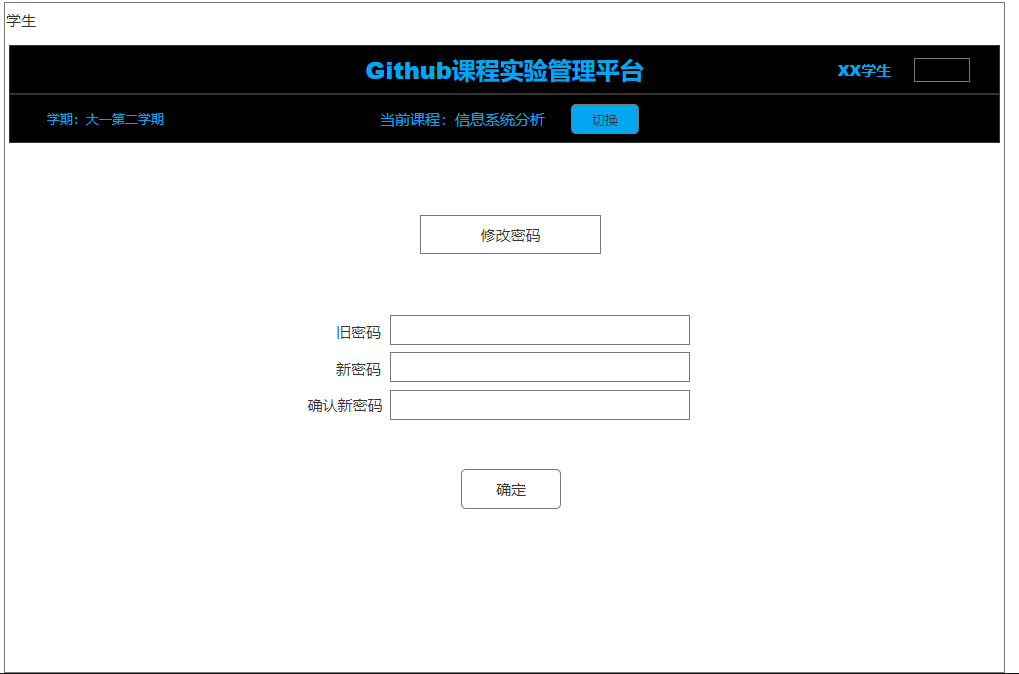 学生
Github课程实验管理平台
XX学生
学期：大一第二学期
当前课程：信息系统分析
切换
修改密码
旧密码
新密码
确认新密码
确定